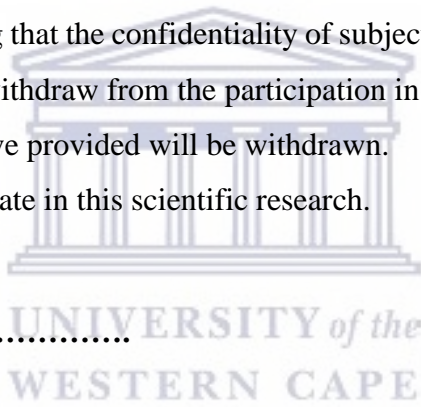 g that the confidentiality of subjec
ithdraw from the participation in
ve provided will be withdrawn.
ate in this scientific research.
………….
UNIVERSITY of the
WESTERN CAPE